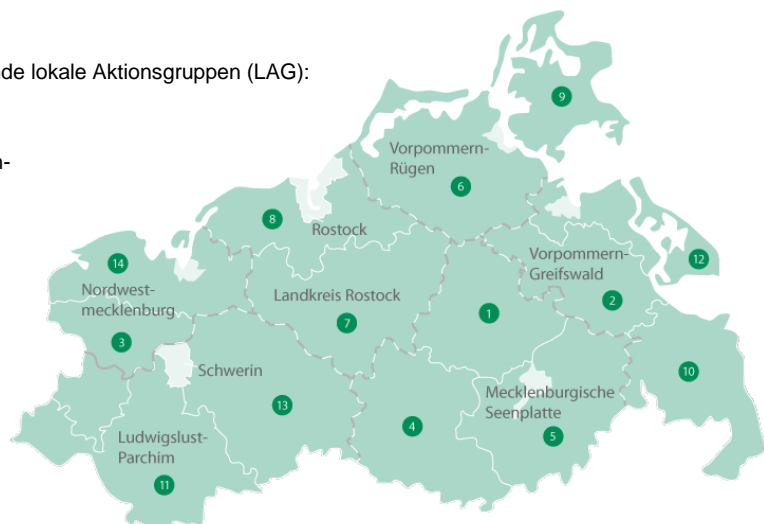 de lokale Aktionsgruppen (LAG):
n-
9
Vorpommern-
Rügen
6
8
Rostock
14
Nordwest-
mecklenburg
3
Landkreis Rostock
7
1
Vorpommern-
Greifswald
2
12
Schwerin
13
4
Mecklenburgische
Seenplatte
5
10
Ludwigslust-
Parchim
11